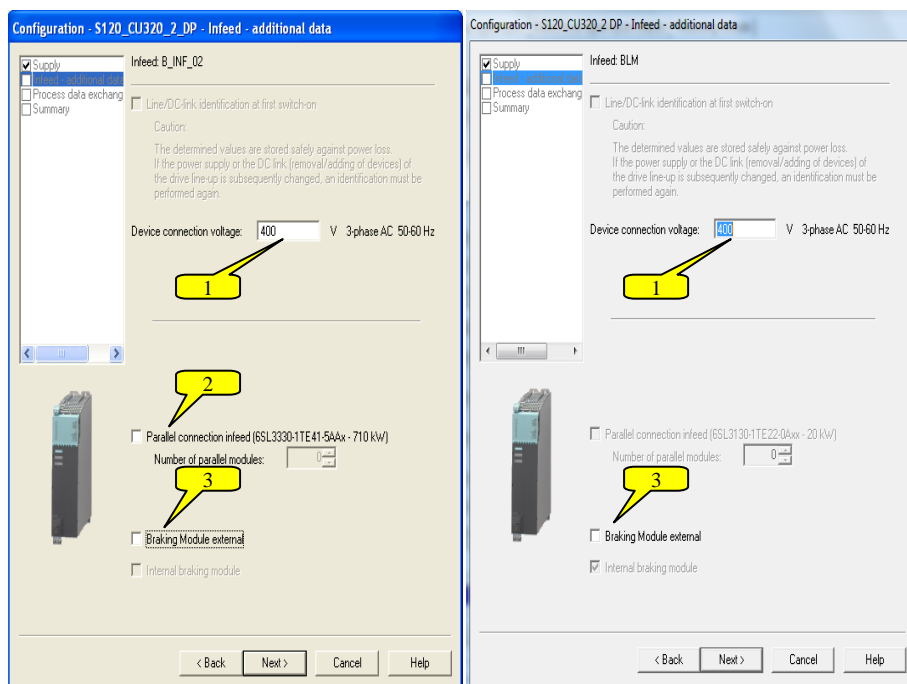 Configuration - S120_CU320_2_DP - Infeed - additional data
Supply
Infeed - additional data
Process data exchang
Summary
Infeed: B_INF_02
Line/DC-link identification at first switch-on
Caution:
The determined values are stored safely against power loss.
If the power supply or the DC link (removal/adding of devices) of
the drive line-up is subsequently changed, an identification must be
performed again.
Device connection voltage: 400 V 3-phase AC 50-60 Hz
1
2
Parallel connection infeed (6SL3330-1TE41-5AAx - 710 kW)
Number of parallel modules: 0
3
Braking Module external
Internal braking module
< Back Next > Cancel Help
Configuration - S120_CU320_2 DP - Infeed - additional data
Supply
Infeed - additional data
Process data exchang
Summary
Infeed: BLM
Line/DC-link identification at first switch-on
Caution:
The determined values are stored safely against power loss.
If the power supply or the DC link (removal/adding of devices) of
the drive line-up is subsequently changed, an identification must be
performed again.
Device connection voltage: 400 V 3-phase AC 50-60 Hz
1
Parallel connection infeed (6SL3130-1TE22-0Axx - 20 kW)
Number of parallel modules: 0
3
Braking Module external
Internal braking module
< Back Next > Cancel Help